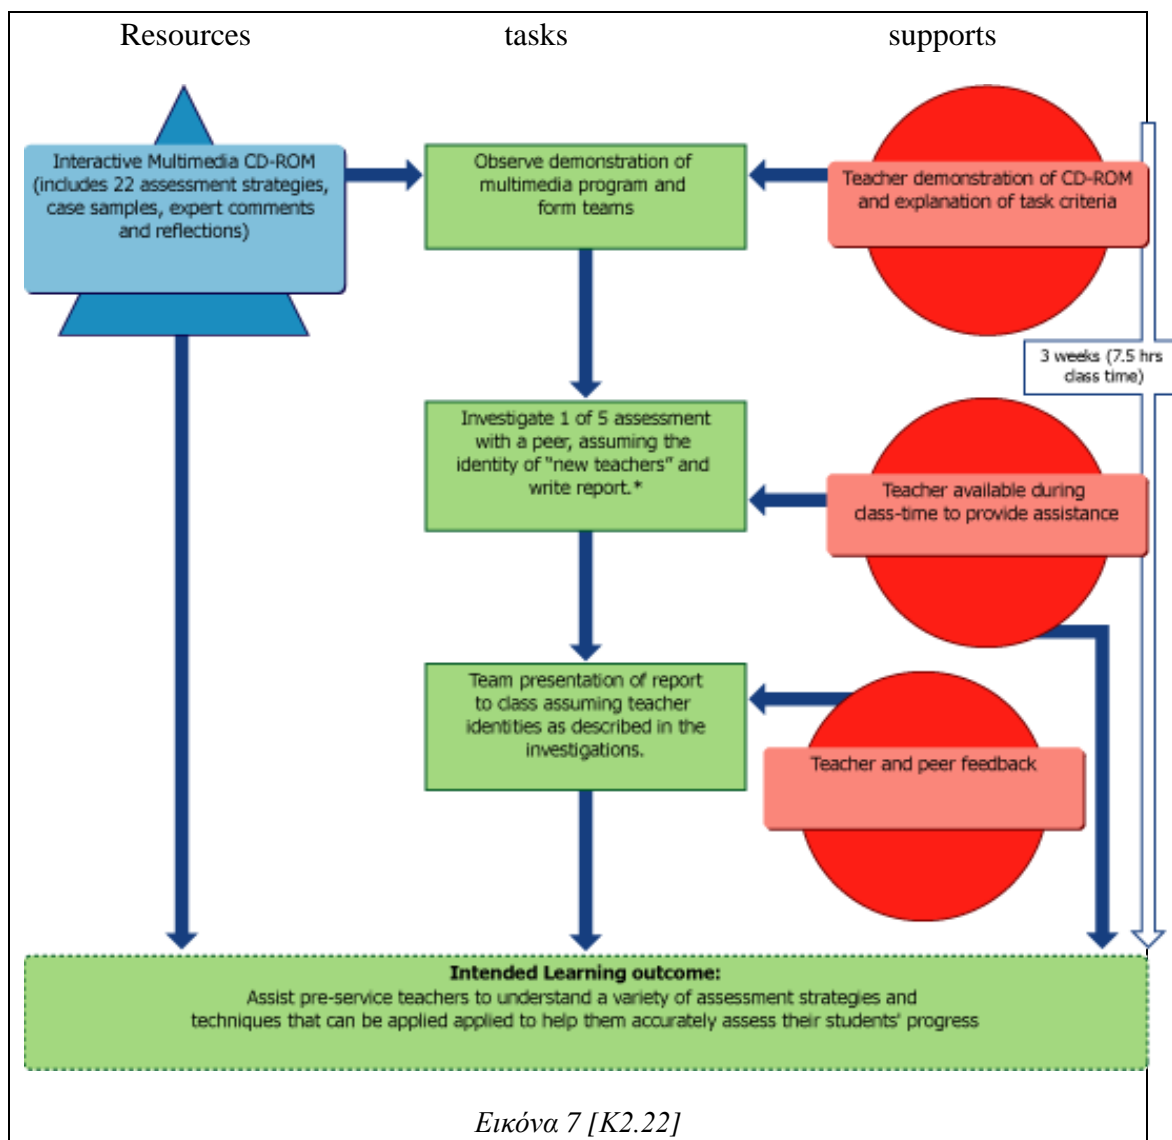 Resources tasks supports
Interactive Multimedia CD-ROM
(includes 22 assessment strategies,
case samples, expert comments
and reflections)
Observe demonstration of
multimedia program and
form teams
Teacher demonstration of CD-ROM
and explanation of task criteria
3 weeks (7.5 hrs
class time)
Investigate 1 of 5 assessment
with a peer, assuming the
identity of “new teachers” and
write report.*
Teacher available during
class-time to provide assistance
Team presentation of report
to class assuming teacher
identities as described in the
investigations.
Teacher and peer feedback
Intended Learning outcome:
Assist pre-service teachers to understand a variety of assessment strategies and
techniques that can be applied applied to help them accurately assess their students' progress
Εικόνα 7 [K2.22]